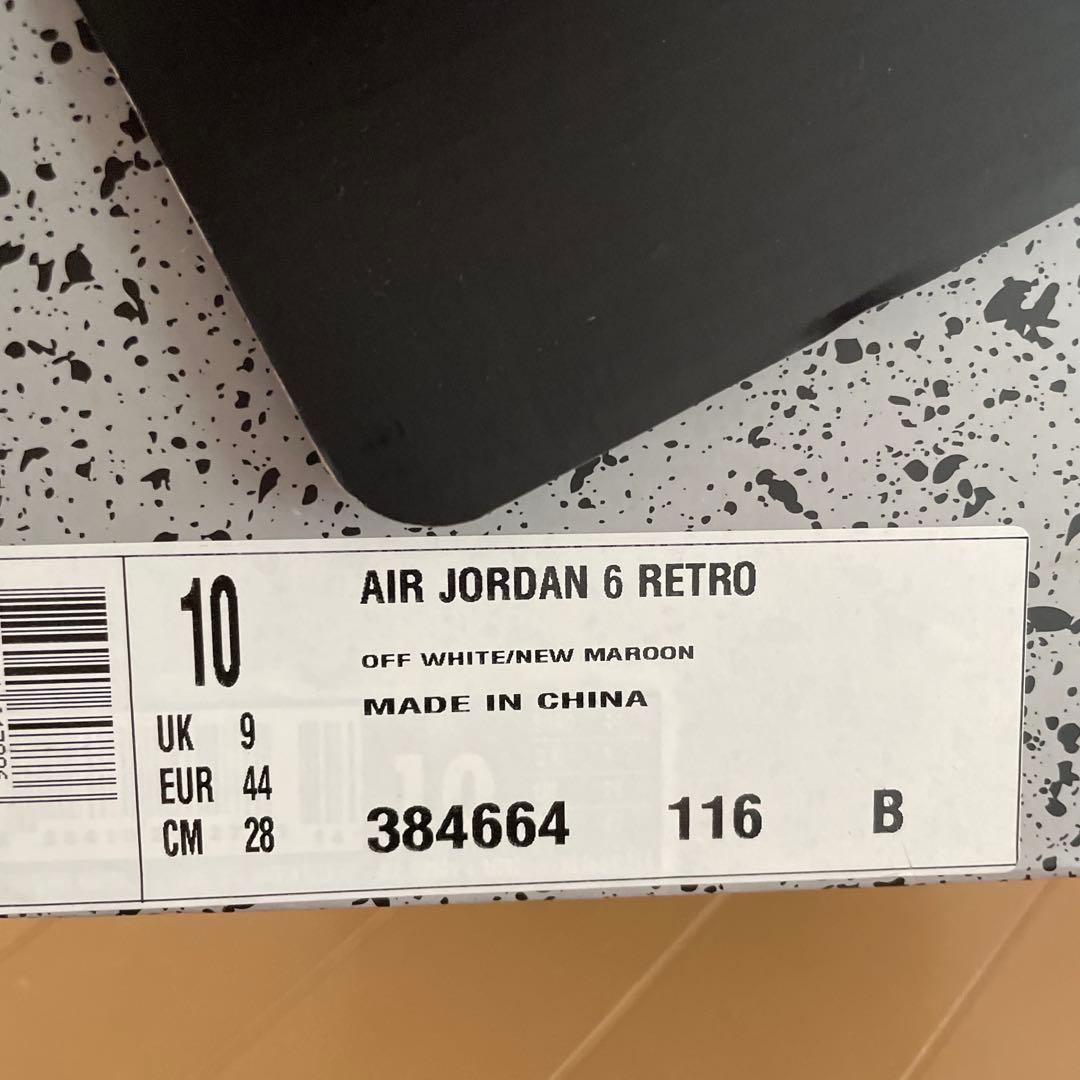 10
AIR JORDAN 6 RETRO
OFF WHITE/NEW MAROON
MADE IN CHINA
UK 9
EUR 44
CM 28
384664 116 B